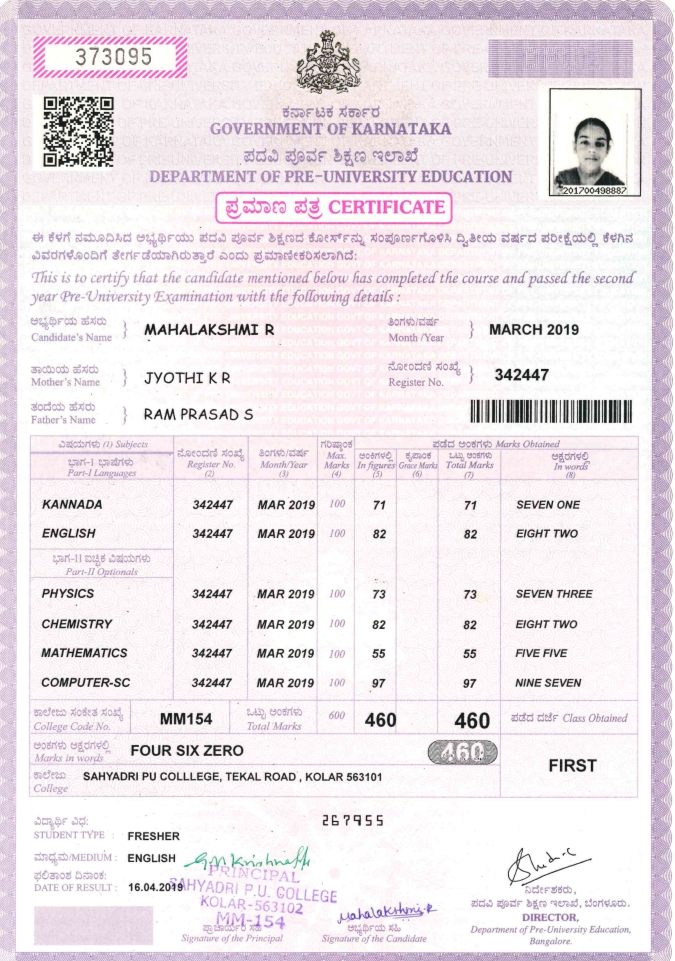 373095
ಕರ್ನಾಟಕ ಸರ್ಕಾರ
GOVERNMENT OF KARNATAKA
ಪದವಿ ಪೂರ್ವ ಶಿಕ್ಷಣ ಇಲಾಖೆ
DEPARTMENT OF PRE-UNIVERSITY EDUCATION
201700498887
ಪ್ರಮಾಣ ಪತ್ರ CERTIFICATE
ಈ ಕೆಳಗೆ ನಮೂದಿಸಿದ ಅಭ್ಯರ್ಥಿಯು ಪದವಿ ಪೂರ್ವ ಶಿಕ್ಷಣದ ಕೋರ್ಸ್‌ನ್ನು ಸಂಪೂರ್ಣಗೊಳಿಸಿ ದ್ವಿತೀಯ ವರ್ಷದ ಪರೀಕ್ಷೆಯಲ್ಲಿ ಕೆಳಗಿನ
ವಿವರಗಳೊಂದಿಗೆ ತೇರ್ಗಡೆಯಾಗಿರುತ್ತಾರೆ ಎಂದು ಪ್ರಮಾಣೀಕರಿಸಲಾಗಿದೆ:
This is to certify that the candidate mentioned below has completed the course and passed the second
year Pre-University Examination with the following details :
ಅಭ್ಯರ್ಥಿಯ ಹೆಸರು } MAHALAKSHMI R ತಿಂಗಳು/ವರ್ಷ } MARCH 2019
Candidate's Name Month /Year
ತಾಯಿಯ ಹೆಸರು } JYOTHI K R ನೋಂದಣಿ ಸಂಖ್ಯೆ } 342447
Mother's Name Register No.
ತಂದೆಯ ಹೆಸರು } RAM PRASAD S
Father's Name
ವಿಷಯಗಳು (1) Subjects ನೋಂದಣಿ ಸಂಖ್ಯೆ ತಿಂಗಳು/ವರ್ಷ ಗರಿಷ್ಠಾಂಕ ಪಡೆದ ಅಂಕಗಳು Marks Obtained
ಭಾಗ-I ಭಾಷೆಗಳು Register No. Month/Year Max. Marks ಅಂಕಿಗಳಲ್ಲಿ ಕೃಪಾಂಕ ಒಟ್ಟು ಅಂಕಗಳು ಅಕ್ಷರಗಳಲ್ಲಿ
Part-I Languages (2) (3) (4) In figures (5) Grace Marks (6) Total Marks (7) In words (8)
KANNADA 342447 MAR 2019 100 71 71 SEVEN ONE
ENGLISH 342447 MAR 2019 100 82 82 EIGHT TWO
ಭಾಗ-II ಐಚ್ಛಿಕ ವಿಷಯಗಳು
Part-II Optionals
PHYSICS 342447 MAR 2019 100 73 73 SEVEN THREE
CHEMISTRY 342447 MAR 2019 100 82 82 EIGHT TWO
MATHEMATICS 342447 MAR 2019 100 55 55 FIVE FIVE
COMPUTER-SC 342447 MAR 2019 100 97 97 NINE SEVEN
ಕಾಲೇಜು ಸಂಕೇತ ಸಂಖ್ಯೆ MM154 ಒಟ್ಟು ಅಂಕಗಳು 600 460 460 ಪಡೆದ ದರ್ಜೆ Class Obtained
College Code No. Total Marks
ಅಂಕಗಳು ಅಕ್ಷರಗಳಲ್ಲಿ FOUR SIX ZERO 460
Marks in words
FIRST
ಕಾಲೇಜು SAHYADRI PU COLLLEGE, TEKAL ROAD , KOLAR 563101
College
267955
ವಿದ್ಯಾರ್ಥಿ ವಿಧ:
STUDENT TYPE : FRESHER
ಮಾಧ್ಯಮ/MEDIUM : ENGLISH
ಫಲಿತಾಂಶ ದಿನಾಂಕ:
DATE OF RESULT : 16.04.2019
PRINCIPAL
SAHYADRI P.U. COLLEGE
KOLAR-563102
MM-154
ಪ್ರಾಚಾರ್ಯರ ಸಹಿ
Signature of the Principal
Mahalakshmi.R
ಅಭ್ಯರ್ಥಿಯ ಸಹಿ
Signature of the Candidate
ನಿರ್ದೇಶಕರು,
ಪದವಿ ಪೂರ್ವ ಶಿಕ್ಷಣ ಇಲಾಖೆ, ಬೆಂಗಳೂರು.
DIRECTOR,
Department of Pre-University Education,
Bangalore.